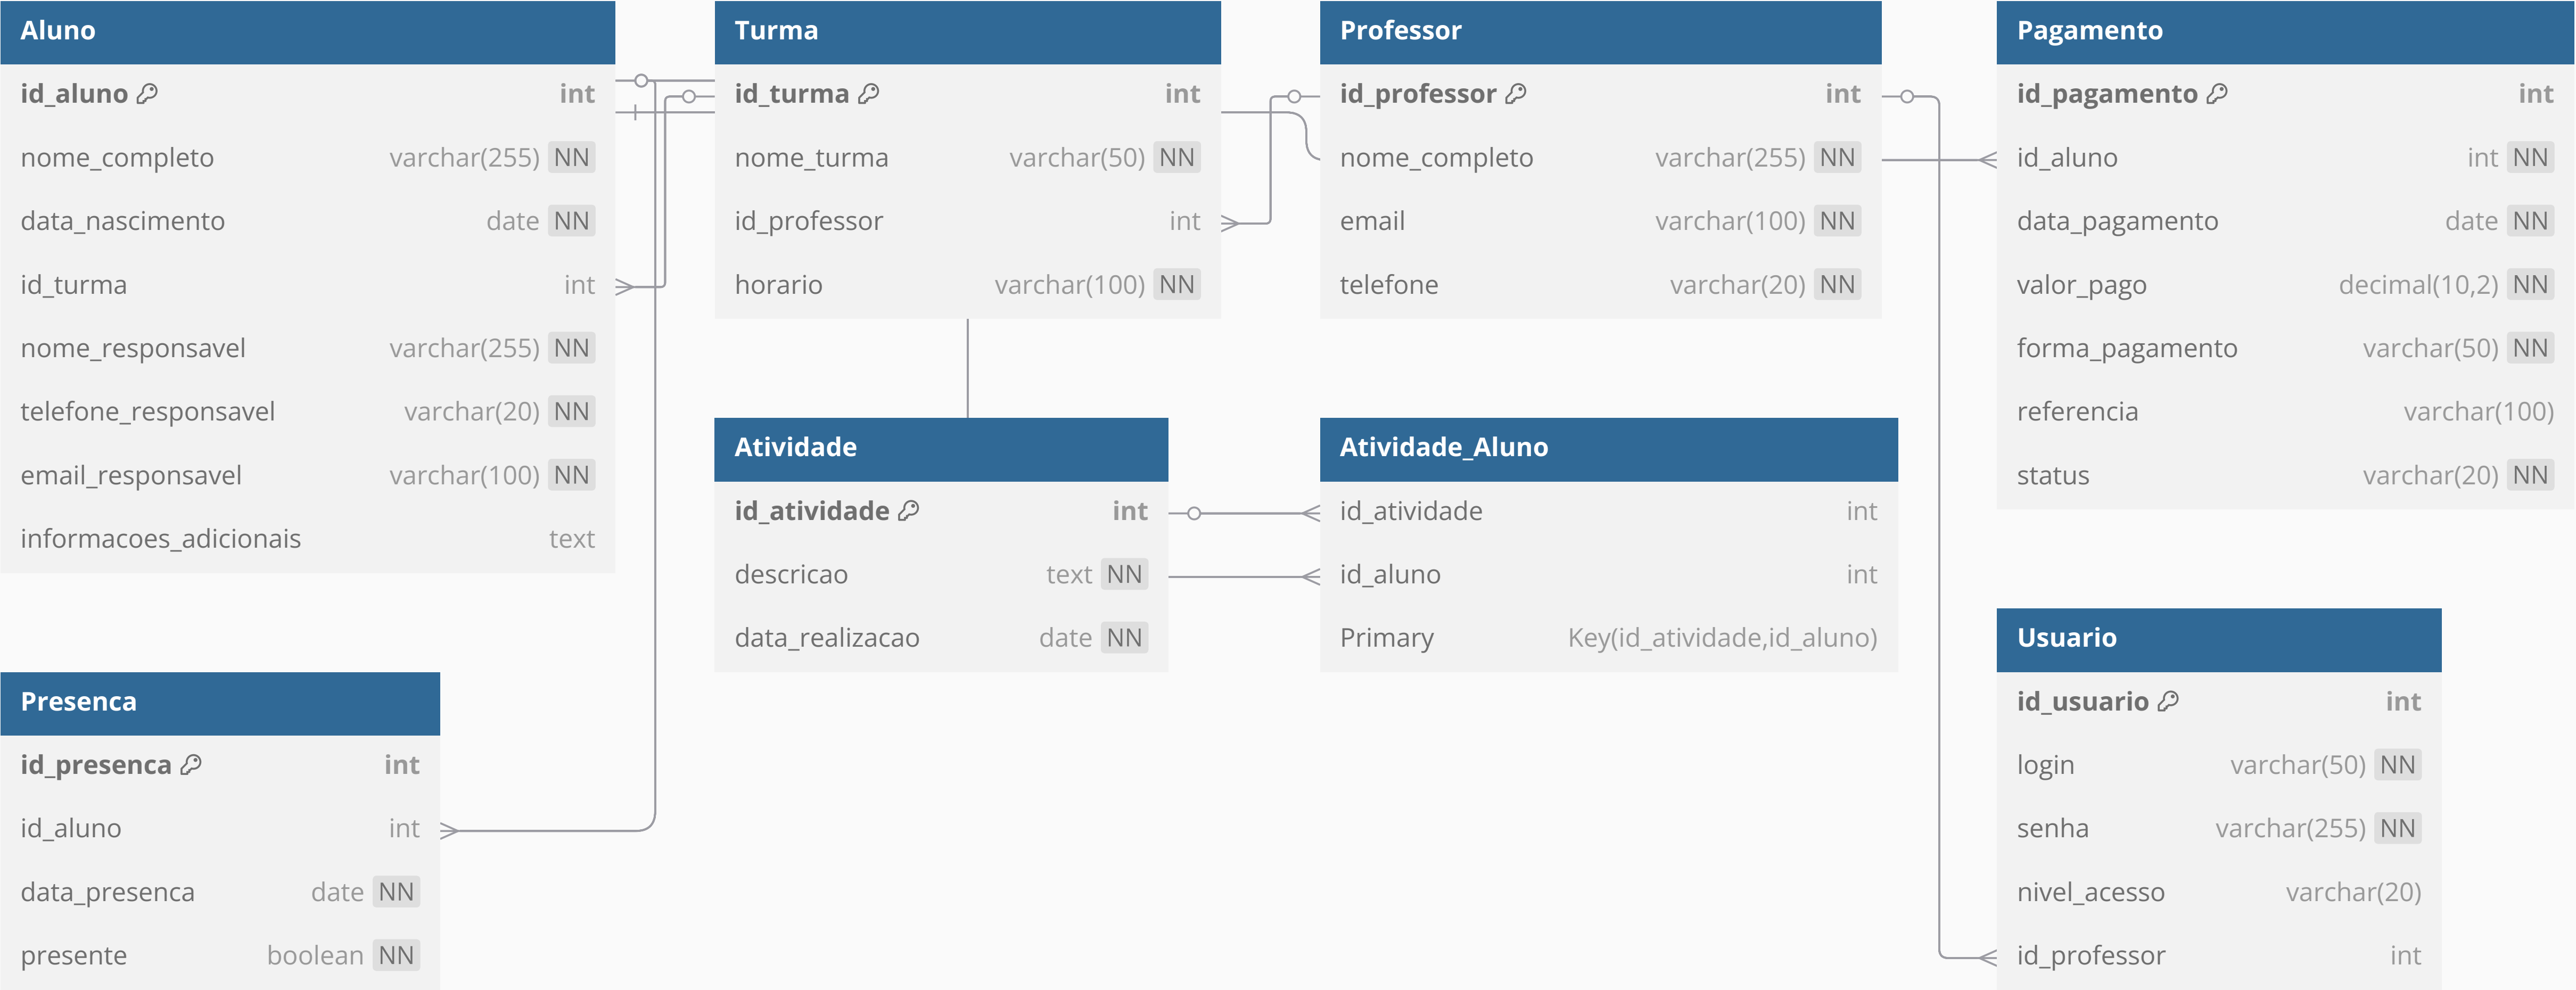 Aluno
id_aluno int
nome_completo varchar(255) NN
data_nascimento date NN
id_turma int
nome_responsavel varchar(255) NN
telefone_responsavel varchar(20) NN
email_responsavel varchar(100) NN
informacoes_adicionais text
Turma
id_turma int
nome_turma varchar(50) NN
id_professor int
horario varchar(100) NN
Professor
id_professor int
nome_completo varchar(255) NN
email varchar(100) NN
telefone varchar(20) NN
Pagamento
id_pagamento int
id_aluno int NN
data_pagamento date NN
valor_pago decimal(10,2) NN
forma_pagamento varchar(50) NN
referencia varchar(100)
status varchar(20) NN
Atividade
id_atividade int
descricao text NN
data_realizacao date NN
Atividade_Aluno
id_atividade int
id_aluno int
Primary Key(id_atividade,id_aluno)
Presenca
id_presenca int
id_aluno int
data_presenca date NN
presente boolean NN
Usuario
id_usuario int
login varchar(50) NN
senha varchar(255) NN
nivel_acesso varchar(20)
id_professor int